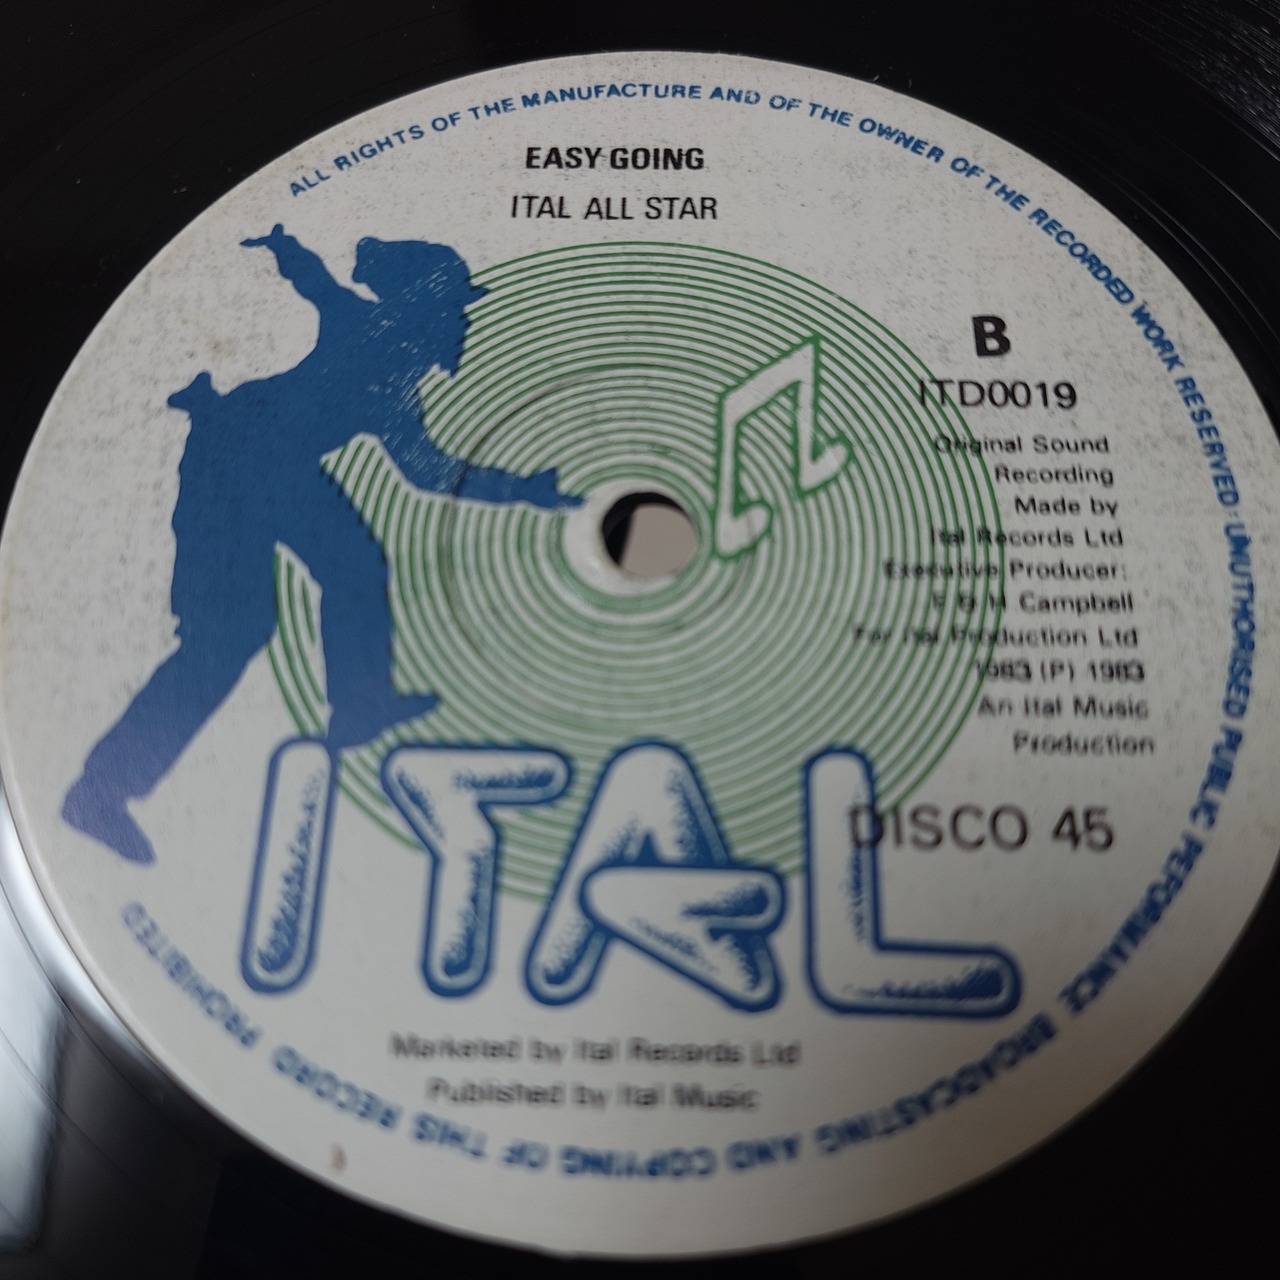 ALL RIGHTS OF THE MANUFACTURE AND OF THE OWNER OF THE RECORDED WORK RESERVED: UNUTHORISED PUBLIC PEFORMANCE BROADCASTING AND COPYING OF THIS RECORD PROHIBITED
EASY GOING
ITAL ALL STAR
B
ITD0019
Original Sound
Recording
Made by
Ital Records Ltd
Executive Producer:
Campbell
For Ital Production Ltd
1983 (P) 1983
An Ital Music
Production
DISCO 45
ITAL
Marketed by Ital Records Ltd
Published by Ital Music